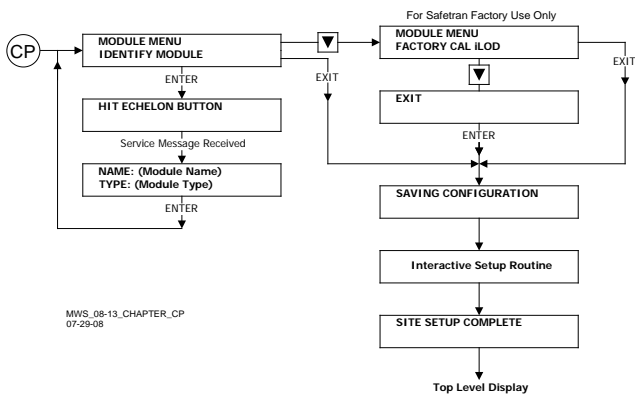 For Safetran Factory Use Only
CP
MODULE MENU
IDENTIFY MODULE
MODULE MENU
FACTORY CAL iLOD
ENTER
EXIT
EXIT
HIT ECHELON BUTTON
EXIT
Service Message Received
ENTER
NAME: (Module Name)
TYPE: (Module Type)
ENTER
SAVING CONFIGURATION
Interactive Setup Routine
MWS_08-13_CHAPTER_CP
07-29-08
SITE SETUP COMPLETE
Top Level Display